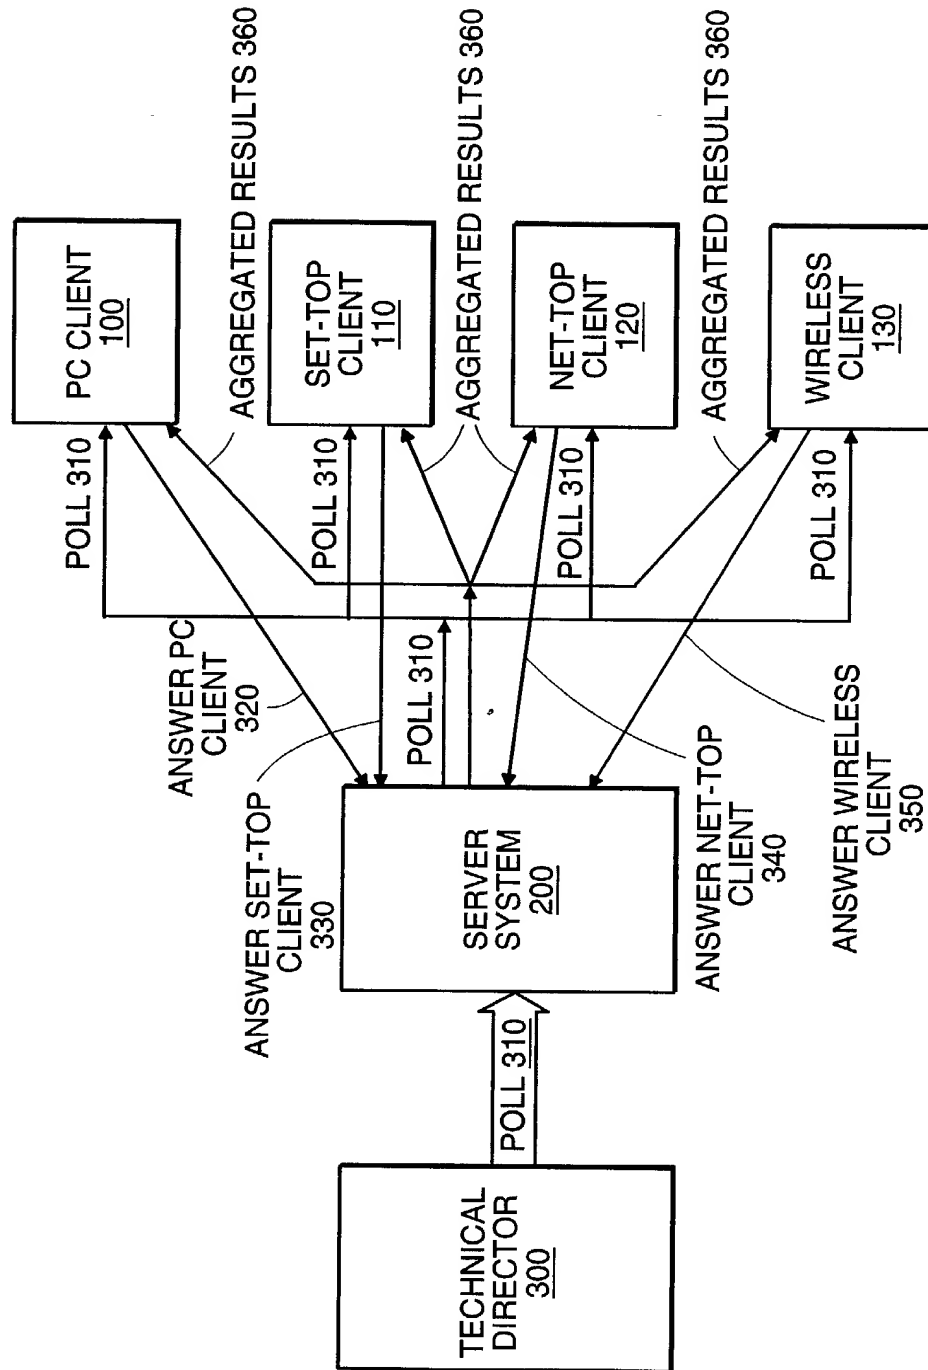 TECHNICAL
DIRECTOR
300
POLL 310
SERVER
SYSTEM
200
ANSWER SET-TOP
CLIENT
330
ANSWER PC
CLIENT
320
ANSWER NET-TOP
CLIENT
340
ANSWER WIRELESS
CLIENT
350
POLL 310
POLL 310
POLL 310
POLL 310
POLL 310
PC CLIENT
100
SET-TOP
CLIENT
110
NET-TOP
CLIENT
120
WIRELESS
CLIENT
130
AGGREGATED RESULTS 360
AGGREGATED RESULTS 360
AGGREGATED RESULTS 360